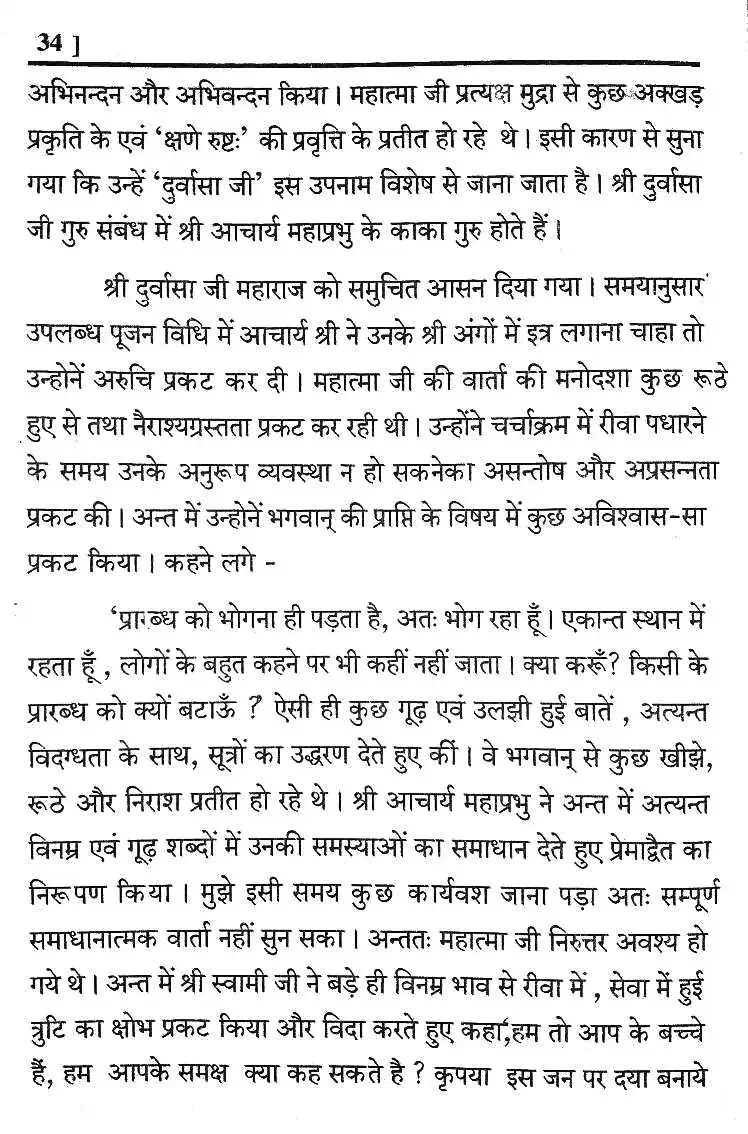 34 ]
अभिनन्दन और अभिवन्दन किया । महात्मा जी प्रत्यक्ष मुद्रा से कुछ अक्खड़
प्रकृति के एवं ‘क्षणे रुष्टः’ की प्रवृत्ति के प्रतीत हो रहे थे । इसी कारण से सुना
गया कि उन्हें ‘दुर्वासा जी’ इस उपनाम विशेष से जाना जाता है । श्री दुर्वासा
जी गुरु संबंध में श्री आचार्य महाप्रभु के काका गुरु होते हैं ।
श्री दुर्वासा जी महाराज को समुचित आसन दिया गया । समयानुसार
उपलब्ध पूजन विधि में आचार्य श्री ने उनके श्री अंगों में इत्र लगाना चाहा तो
उन्होनें अरुचि प्रकट कर दी । महात्मा जी की वार्ता की मनोदशा कुछ रूठे
हुए से तथा नैराश्यग्रस्तता प्रकट कर रही थी । उन्होंने चर्चाक्रम में रीवा पधारने
के समय उनके अनुरूप व्यवस्था न हो सकनेका असन्तोष और अप्रसन्नता
प्रकट की । अन्त में उन्होनें भगवान् की प्राप्ति के विषय में कुछ अविश्वास-सा
प्रकट किया । कहने लगे -
‘प्रारब्ध को भोगना ही पड़ता है, अतः भोग रहा हूँ । एकान्त स्थान में
रहता हूँ , लोगों के बहुत कहने पर भी कहीं नहीं जाता । क्या करूँ? किसी के
प्रारब्ध को क्यों बटाऊँ ?’ ऐसी ही कुछ गूढ़ एवं उलझी हुई बातें , अत्यन्त
विदग्धता के साथ, सूत्रों का उद्धरण देते हुए कीं । वे भगवान् से कुछ खीझे,
रूठे और निराश प्रतीत हो रहे थे । श्री आचार्य महाप्रभु ने अन्त में अत्यन्त
विनम्र एवं गूढ़ शब्दों में उनकी समस्याओं का समाधान देते हुए प्रेमाद्वैत का
निरूपण किया । मुझे इसी समय कुछ कार्यवश जाना पड़ा अतः सम्पूर्ण
समाधानात्मक वार्ता नहीं सुन सका । अन्ततः महात्मा जी निरुत्तर अवश्य हो
गये थे । अन्त में श्री स्वामी जी ने बड़े ही विनम्र भाव से रीवा में , सेवा में हुई
त्रुटि का क्षोभ प्रकट किया और विदा करते हुए कहा,‘हम तो आप के बच्चे
हैं, हम आपके समक्ष क्या कह सकते है ? कृपया इस जन पर दया बनाये